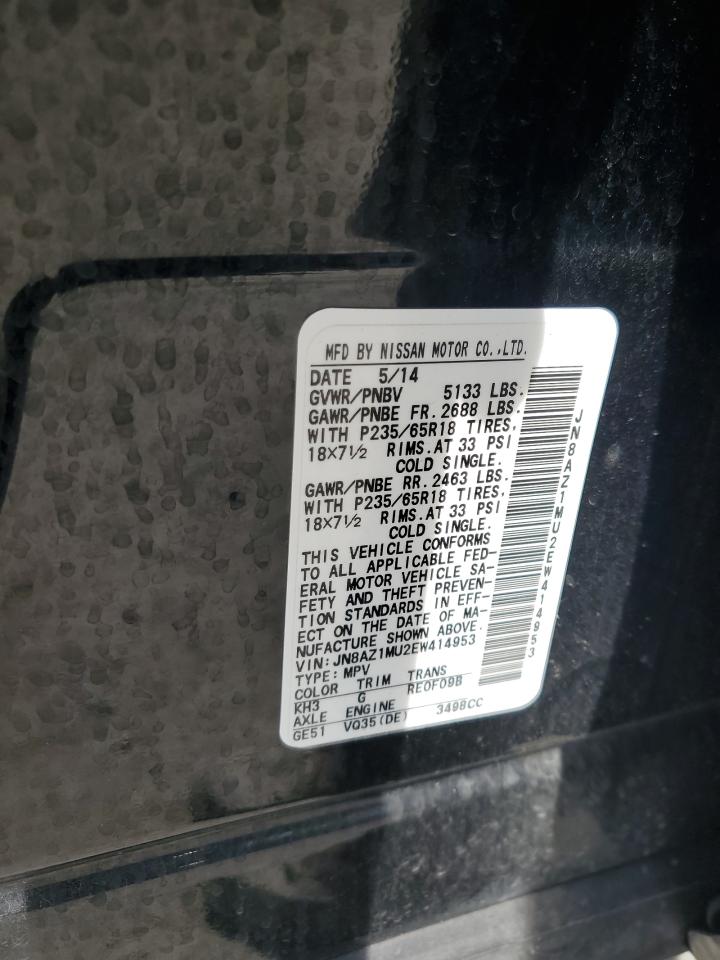 MFD BY NISSAN MOTOR CO.,LTD.
DATE 5/14
GVWR/PNBV 5133 LBS.
GAWR/PNBE FR. 2688 LBS.
WITH P235/65R18 TIRES,
18X7½ RIMS.AT 33 PSI
COLD SINGLE.
GAWR/PNBE RR. 2463 LBS.
WITH P235/65R18 TIRES,
18X7½ RIMS.AT 33 PSI
COLD SINGLE.
THIS VEHICLE CONFORMS
TO ALL APPLICABLE FED-
ERAL MOTOR VEHICLE SA-
FETY AND THEFT PREVEN-
TION STANDARDS IN EFF-
ECT ON THE DATE OF MA-
NUFACTURE SHOWN ABOVE.
VIN: JN8AZ1MU2EW414953
TYPE: MPV
COLOR TRIM TRANS
KH3 G RE0F09B
AXLE ENGINE
GE51 VQ35(DE) 3498CC
JN8AZ1MU2EW414953